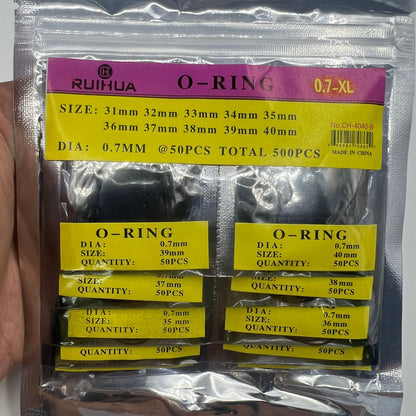 H
RUIHUA
O-RING
0.7-XL
SIZE: 31mm 32mm 33mm 34mm 35mm
36mm 37mm 38mm 39mm 40mm
No.CH-4040-B
DIA: 0.7MM @50PCS TOTAL 500PCS
MADE IN CHINA
O-RING
DIA: 0.7mm
SIZE: 39mm
QUANTITY: 50PCS
O-RING
DIA: 0.7mm
SIZE: 40mm
QUANTITY: 50PCS
0.7mm
SIZE: 37mm
QUANTITY: 50PCS
SIZE: 38mm
QUANTITY: 50PCS
DIA: 0.7mm
SIZE: 35mm
QUANTITY: 50PCS
DIA: 0.7mm
SIZE: 36mm
QUANTITY: 50PCS
QUANTITY: 50PCS
QUANTITY: 50PCS